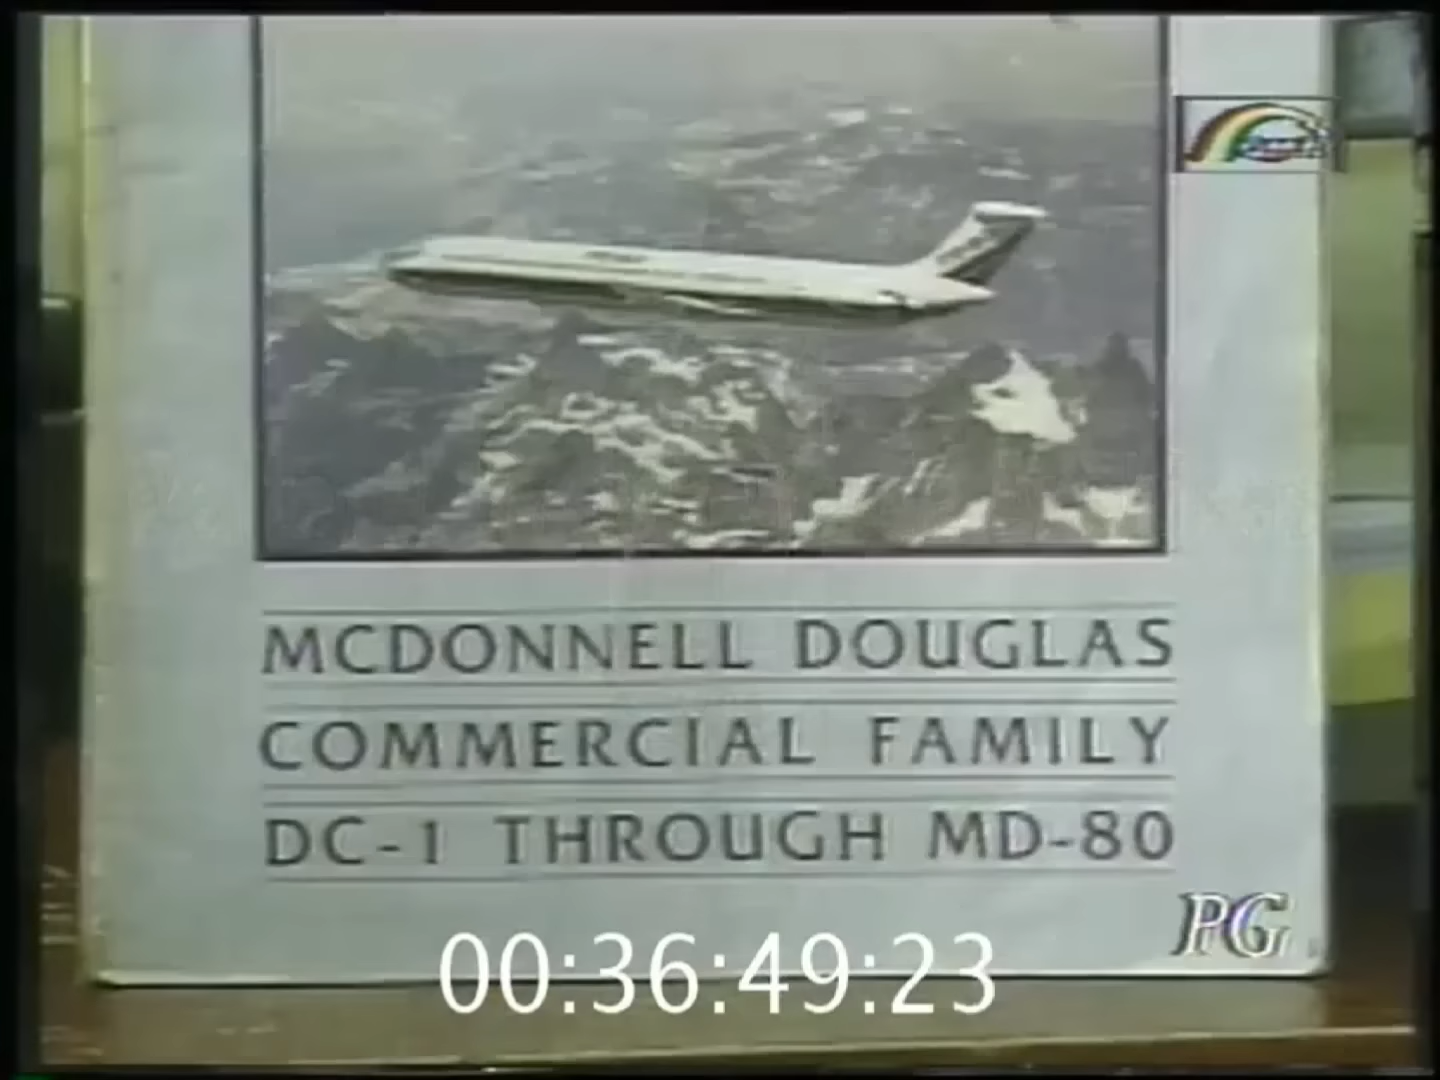 MCDONNELL DOUGLAS
COMMERCIAL FAMILY
DC-1 THROUGH MD-80
PG
00:36:49:23